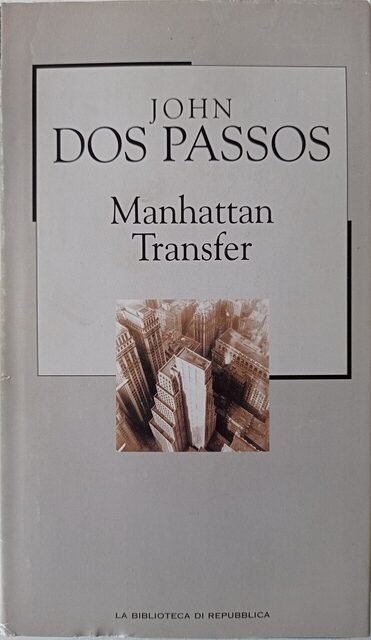 JOHN
DOS PASSOS
Manhattan
Transfer
LA BIBLIOTECA DI REPUBBLICA